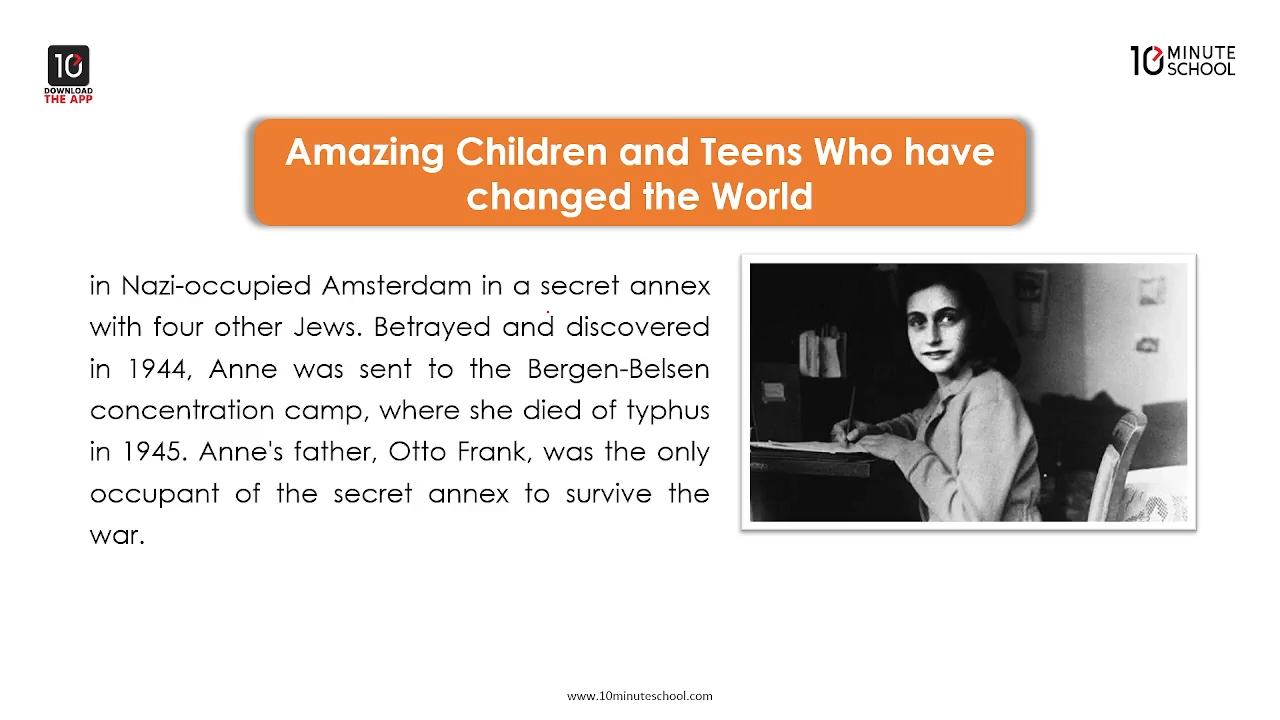 10
DOWNLOAD
THE APP
10 MINUTE
SCHOOL
Amazing Children and Teens Who have
changed the World
in Nazi-occupied Amsterdam in a secret annex
with four other Jews. Betrayed and discovered
in 1944, Anne was sent to the Bergen-Belsen
concentration camp, where she died of typhus
in 1945. Anne's father, Otto Frank, was the only
occupant of the secret annex to survive the
war.
www.10minuteschool.com